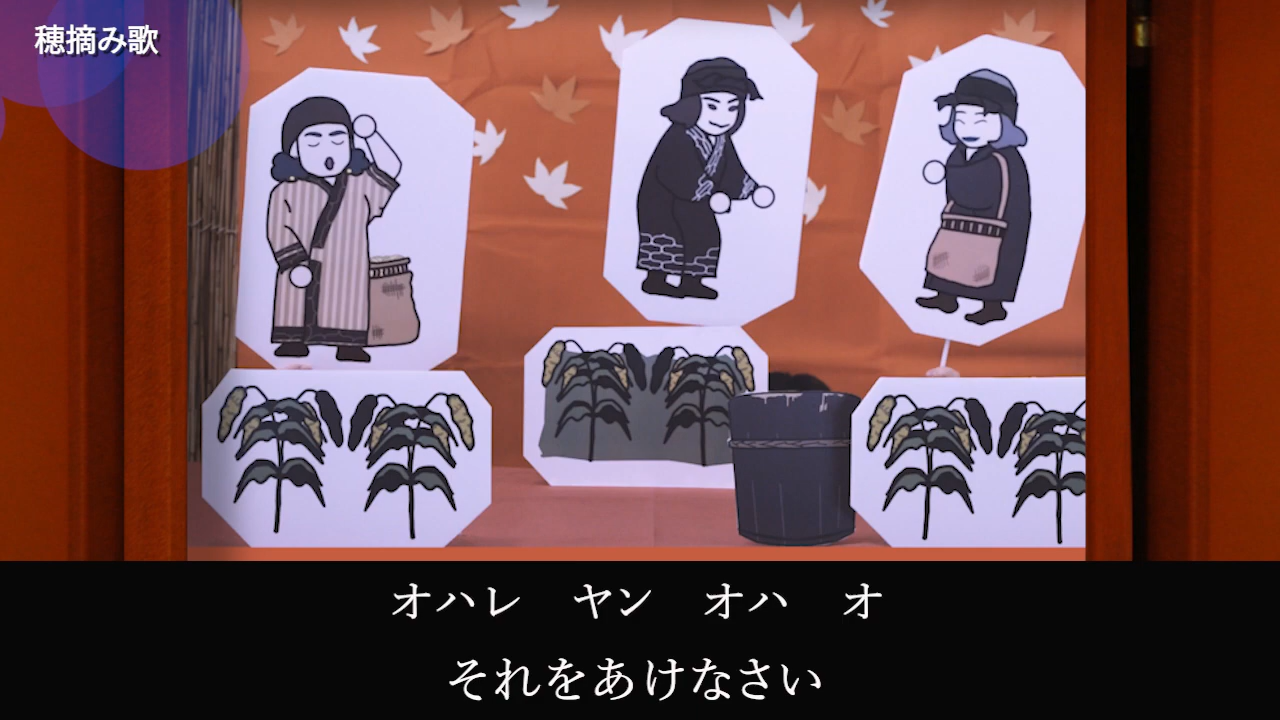 穂摘み歌
オハレ　ヤン　オハ　オ
それをあけなさい